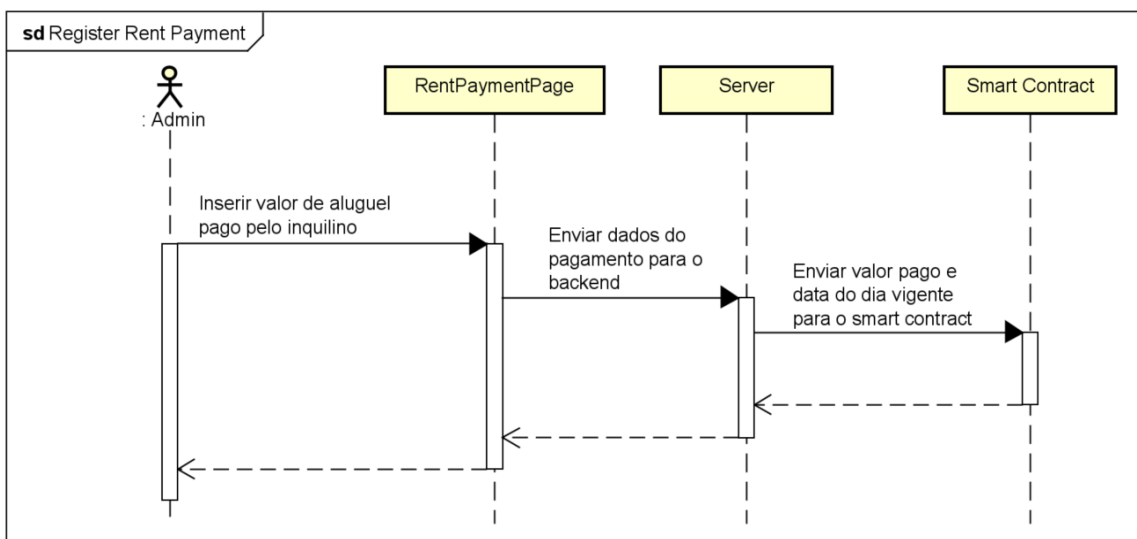 sd Register Rent Payment
: Admin
RentPaymentPage
Server
Smart Contract
Inserir valor de aluguel
pago pelo inquilino
Enviar dados do
pagamento para o
backend
Enviar valor pago e
data do dia vigente
para o smart contract